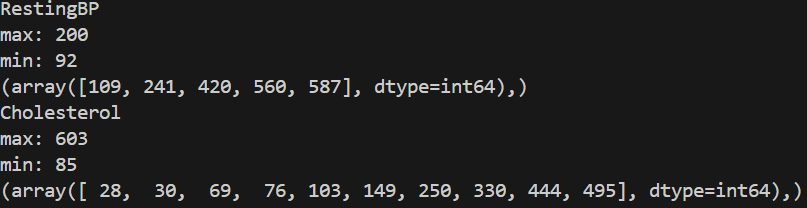 RestingBP
max: 200
min: 92
(array([109, 241, 420, 560, 587], dtype=int64),)
Cholesterol
max: 603
min: 85
(array([ 28,  30,  69,  76, 103, 149, 250, 330, 444, 495], dtype=int64),)